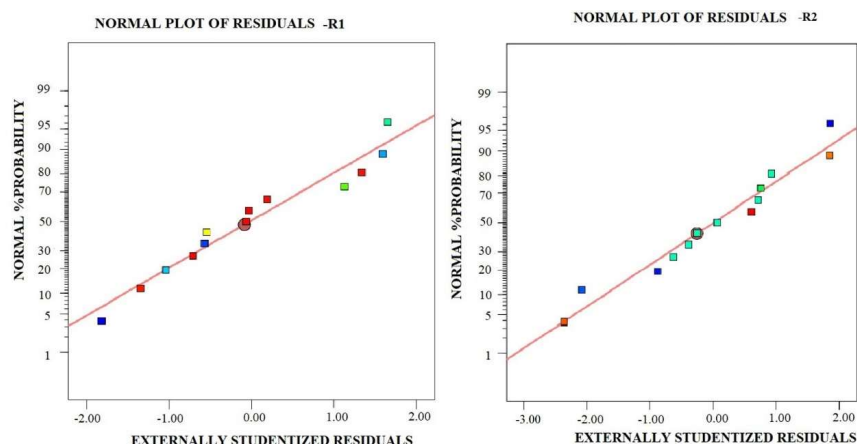 NORMAL PLOT OF RESIDUALS -R1
NORMAL %PROBABILITY
99
95
90
80
70
50
30
20
10
5
1
-2.00 -1.00 0.00 1.00 2.00
EXTERNALLY STUDENTIZED RESIDUALS
NORMAL PLOT OF RESIDUALS -R2
NORMAL %PROBABILITY
99
95
90
80
70
50
30
20
10
5
1
-3.00 -2.00 -1.00 0.00 1.00 2.00
EXTERNALLY STUDENTIZED RESIDUALS